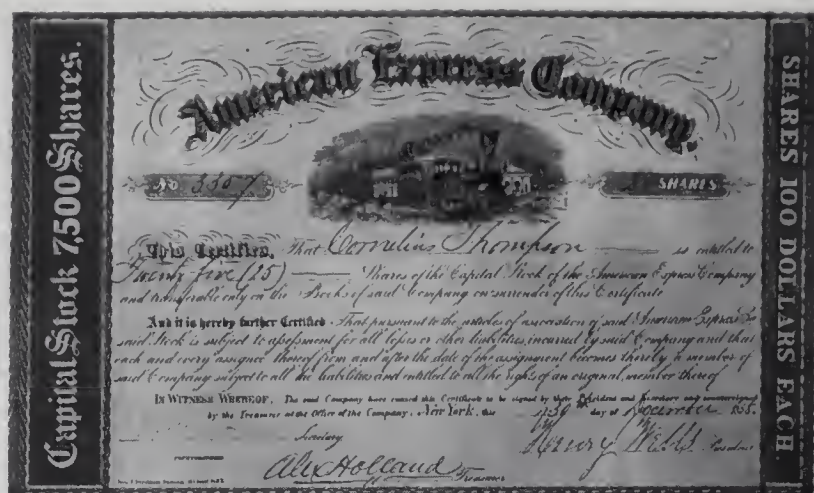 Capital Stock 7,500 Shares.
American Express Company.
No 3307
SHARES
This Certifies, That Cornelius Thompson is entitled to
Twenty five (25) Shares of the Capital Stock of the American Express Company
and transferable only on the Books of said Company on surrender of this Certificate
And it is hereby further Certified That pursuant to the articles of association of said American Express Co
said Stock is subject to assessment for all losses or other liabilities, incurred by said Company and that
each and every assignee thereof from and after the date of the assignment becomes thereby a member of
said Company subject to all the liabilities and entitled to all the rights of an original member thereof
IN WITNESS WHEREOF, The said Company have caused this Certificate to be signed by their President and Secretary and countersigned
by the Treasurer at the Office of the Company, New York, this day of December 185
Secretary
Henry Wells President
Alex Holland Treasurer
SHARES 100 DOLLARS EACH.